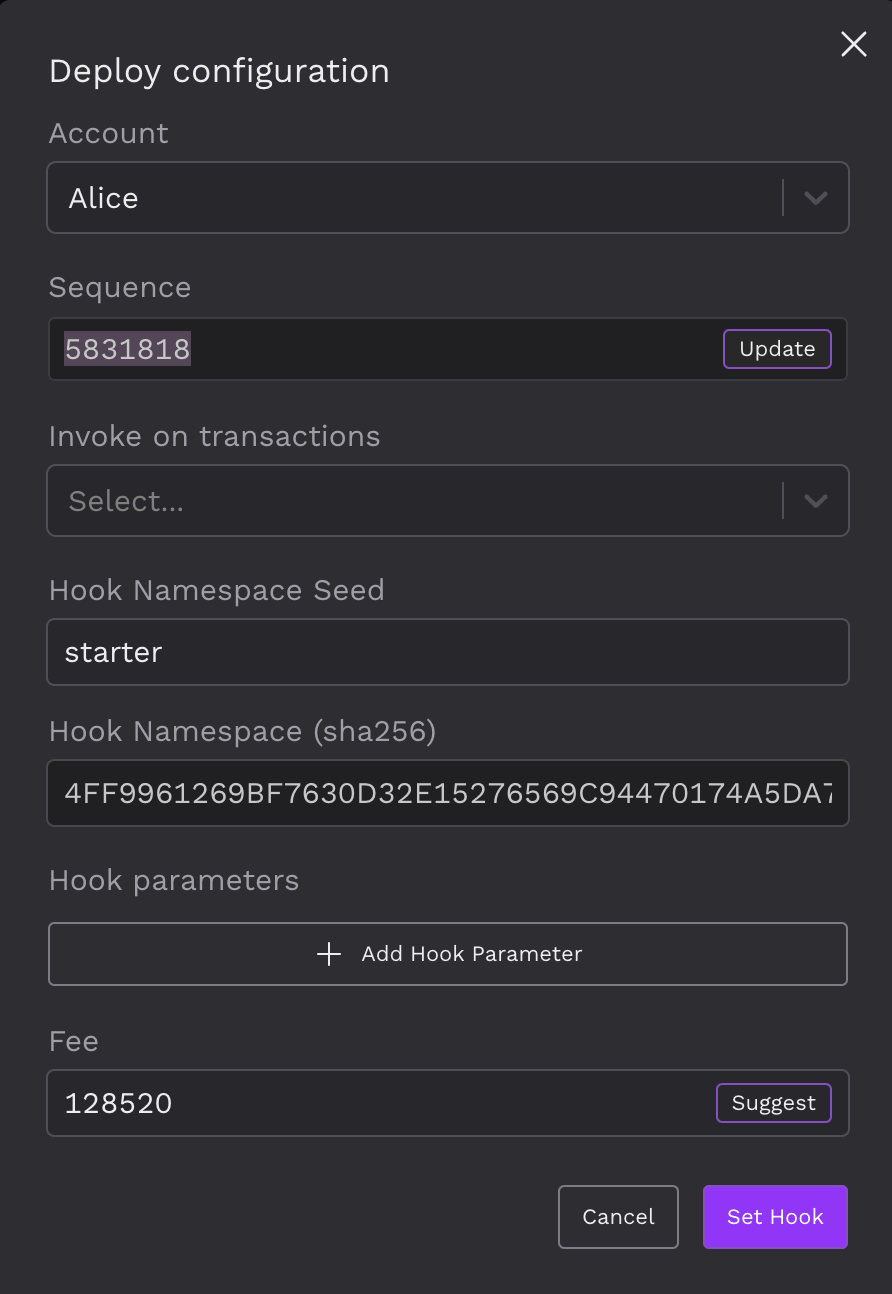 Deploy configuration
Account
Alice
Sequence
5831818
Update
Invoke on transactions
Select...
Hook Namespace Seed
starter
Hook Namespace (sha256)
4FF9961269BF7630D32E15276569C94470174A5DA7
Hook parameters
Add Hook Parameter
Fee
128520
Suggest
Cancel
Set Hook